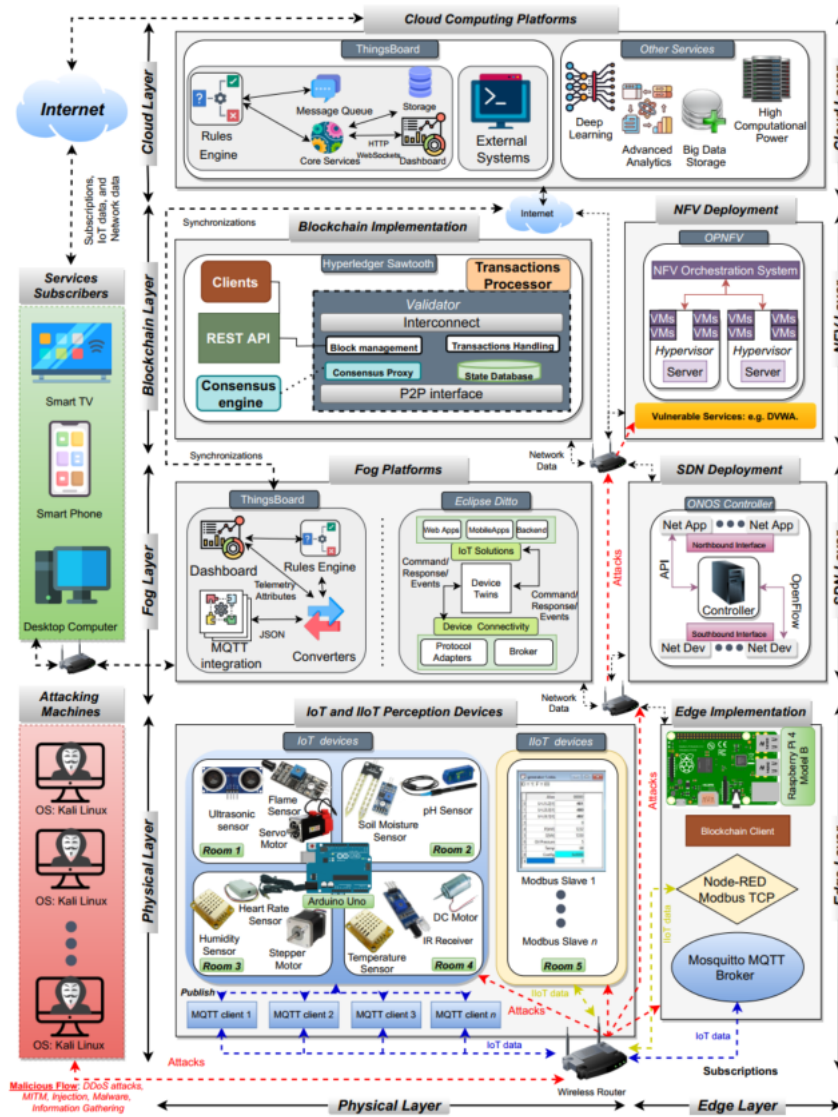 Cloud Computing Platforms
Cloud Layer
ThingsBoard
Rules
Engine
Message Queue
Storage
Core Services
HTTP
WebSockets
Dashboard
External
Systems
Other Services
Deep
Learning
Advanced
Analytics
Big Data
Storage
High
Computational
Power
Cloud Layer
Internet
Subscriptions,
IoT data, and
Network data
Synchronizations
Internet
Services
Subscribers
Smart TV
Smart Phone
Desktop Computer
Blockchain Layer
Blockchain Implementation
Hyperledger Sawtooth
Clients
REST API
Consensus
engine
Transactions
Processor
Validator
Interconnect
Block management
Transactions Handling
Consensus Proxy
State Database
P2P interface
NFV Deployment
OPNFV
NFV Orchestration System
VMs VMs VMs VMs
VMs VMs VMs VMs
Hypervisor Hypervisor
Server Server
Vulnerable Services: e.g. DVWA.
NFV Layer
Synchronizations
Network
Data
Fog Layer
Fog Platforms
ThingsBoard
Dashboard
Rules Engine
Telemetry
Attributes
MQTT
integration
JSON
Converters
Eclipse Ditto
Web Apps
MobileApps
Backand
IoT Solutions
Command/
Response/
Events
Device
Twins
Command/
Response/
Events
Device Connectivity
Protocol
Adapters
Broker
Attacks
SDN Deployment
ONOS Controller
Net App Net App
Northbound Interface
API
Controller
OpenFlow
Southbound Interface
Net Dev Net Dev
SDN Layer
Network
Data
Attacking
Machines
OS: Kali Linux
OS: Kali Linux
OS: Kali Linux
Malicious Flow: DDoS attacks,
MITM, Injection, Malware,
Information Gathering
Physical Layer
IoT and IIoT Perception Devices
IoT devices
Ultrasonic
sensor
Flame
Sensor
Servo
Motor
Room 1
Soil Moisture
Sensor
pH Sensor
Room 2
Arduino Uno
Humidity
Sensor
Heart Rate
Sensor
Stepper
Motor
Room 3
DC Motor
IR Receiver
Temperature
Sensor
Room 4
IIoT devices
Modbus Slave 1
Modbus Slave n
Room 5
Publish
MQTT client 1
MQTT client 2
MQTT client 3
MQTT client n
IoT data
IIoT data
Attacks
Attacks
Attacks
Wireless Router
Edge Implementation
Raspberry Pi 4
Model B
Blockchain Client
Node-RED
Modbus TCP
IIoT data
Mosquitto MQTT
Broker
IoT data
Subscriptions
Physical Layer
Edge Layer